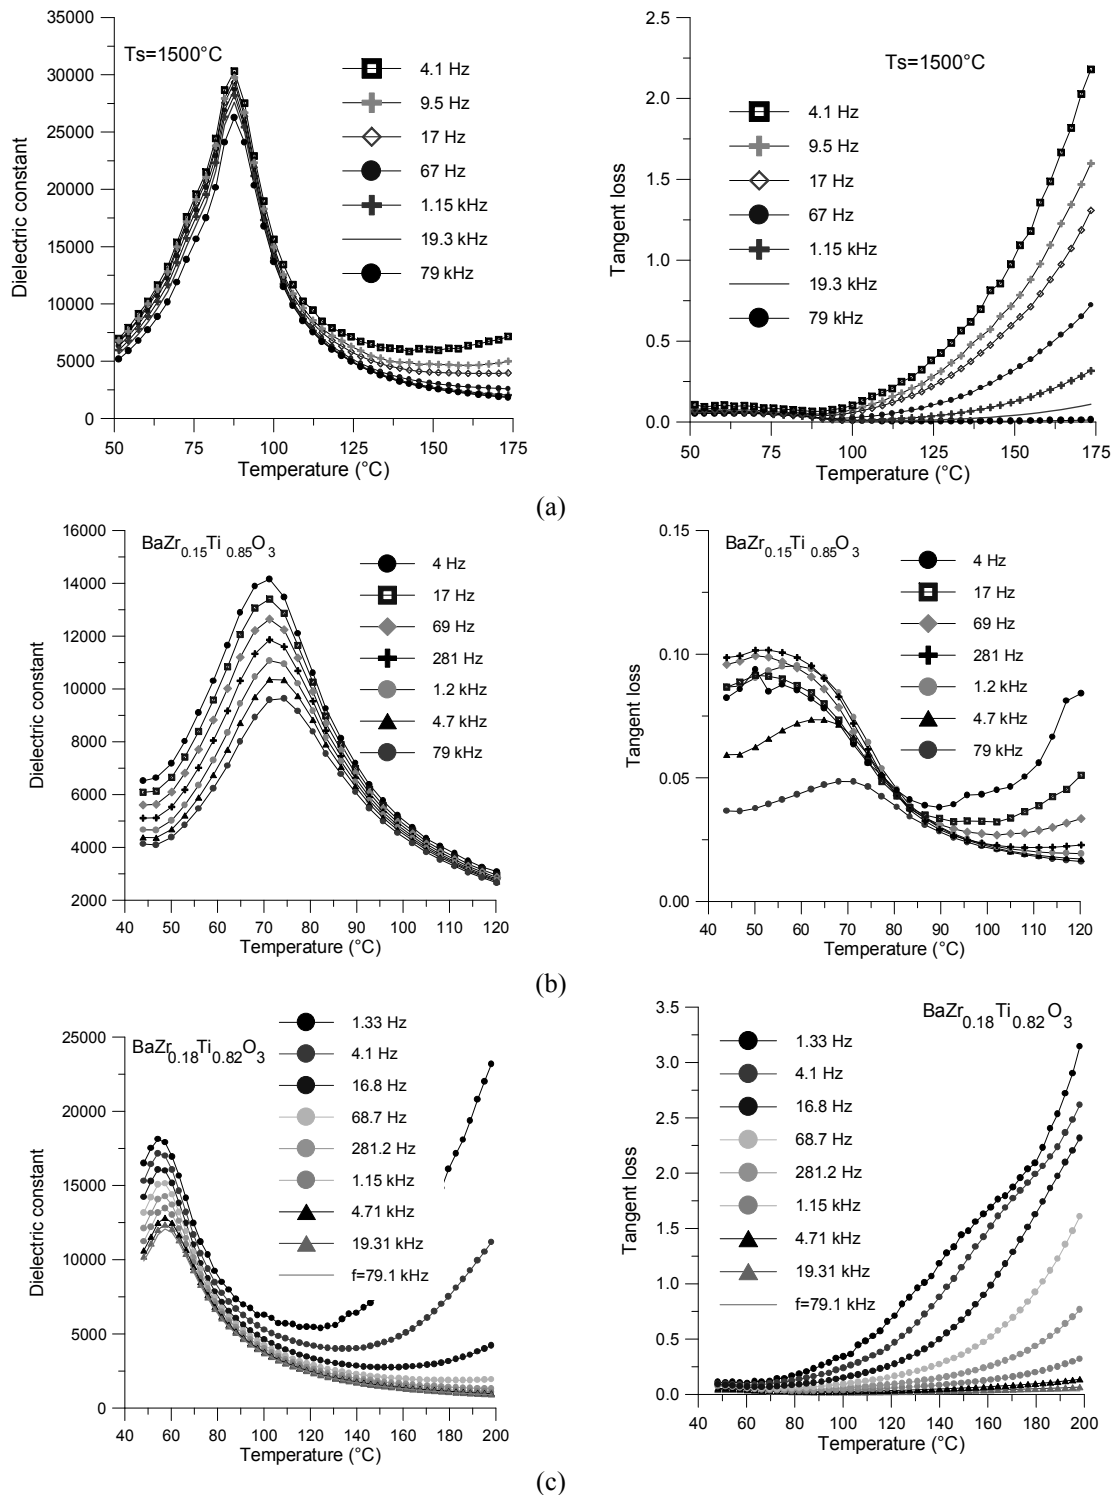 35000
30000
25000
20000
15000
10000
5000
0
Dielectric constant
Ts=1500°C
4.1 Hz
9.5 Hz
17 Hz
67 Hz
1.15 kHz
19.3 kHz
79 kHz
50 75 100 125 150 175
Temperature (°C)
2.5
2.0
1.5
1.0
0.5
0.0
Tangent loss
Ts=1500°C
4.1 Hz
9.5 Hz
17 Hz
67 Hz
1.15 kHz
19.3 kHz
79 kHz
50 75 100 125 150 175
Temperature (°C)
(a)
16000
14000
12000
10000
8000
6000
4000
2000
Dielectric constant
BaZr0.15Ti 0.85O3
4 Hz
17 Hz
69 Hz
281 Hz
1.2 kHz
4.7 kHz
79 kHz
40 50 60 70 80 90 100 110 120
Temperature (°C)
0.15
0.10
0.05
0.00
Tangent loss
BaZr0.15Ti 0.85O3
4 Hz
17 Hz
69 Hz
281 Hz
1.2 kHz
4.7 kHz
79 kHz
40 50 60 70 80 90 100 110 120
Temperature (°C)
(b)
25000
20000
15000
10000
5000
0
Dielectric constant
BaZr0.18Ti0.82O3
1.33 Hz
4.1 Hz
16.8 Hz
68.7 Hz
281.2 Hz
1.15 kHz
4.71 kHz
19.31 kHz
f=79.1 kHz
40 60 80 100 120 140 160 180 200
Temperature (°C)
3.5
3.0
2.5
2.0
1.5
1.0
0.5
0.0
Tangent loss
BaZr0.18Ti0.82O3
1.33 Hz
4.1 Hz
16.8 Hz
68.7 Hz
281.2 Hz
1.15 kHz
4.71 kHz
19.31 kHz
f=79.1 kHz
40 60 80 100 120 140 160 180 200
Temperature (°C)
(c)